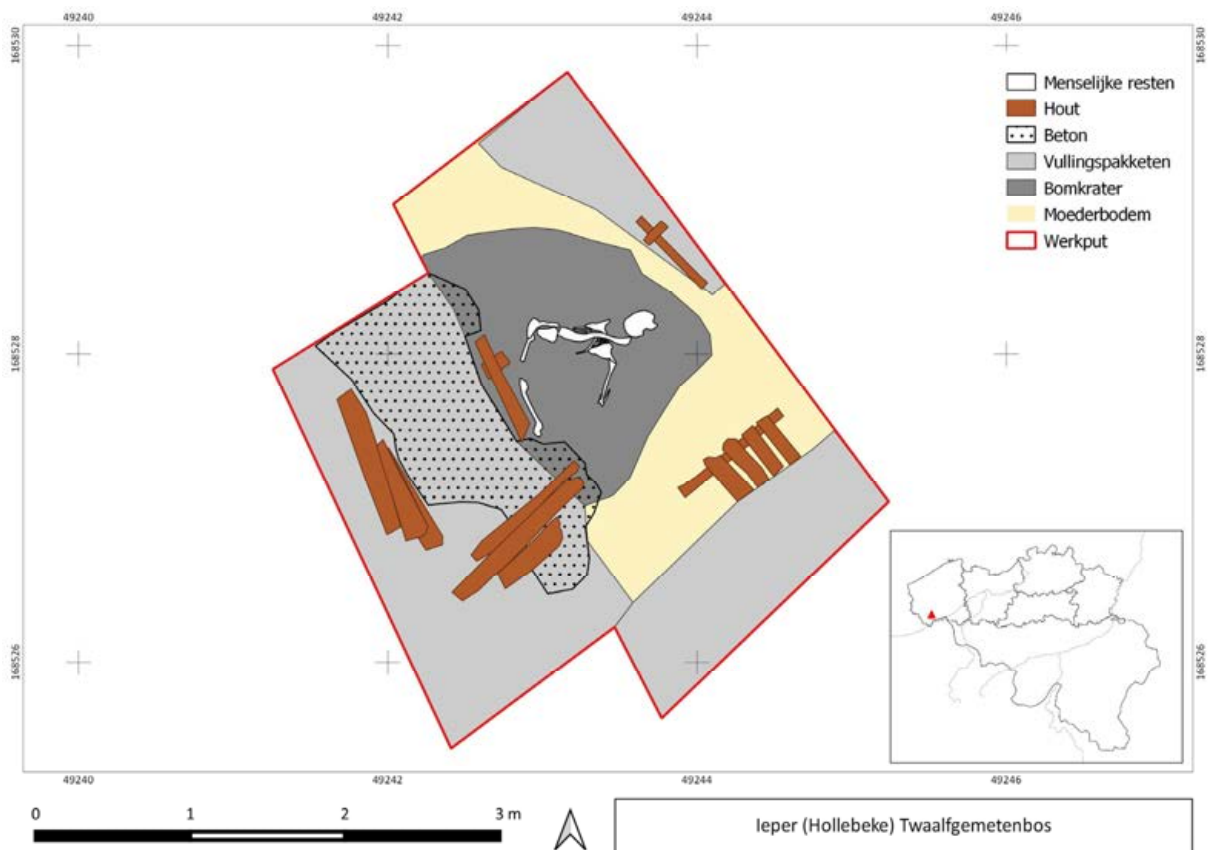 49240 49242 49244 49246
168530 168530
Menselijke resten
Hout
Beton
Vullingspakketen
Bomkrater
Moederbodem
Werkput
168528 168528
168526 168526
49240 49242 49244 49246
0 1 2 3 m
Ieper (Hollebeke) Twaalfgemetenbos